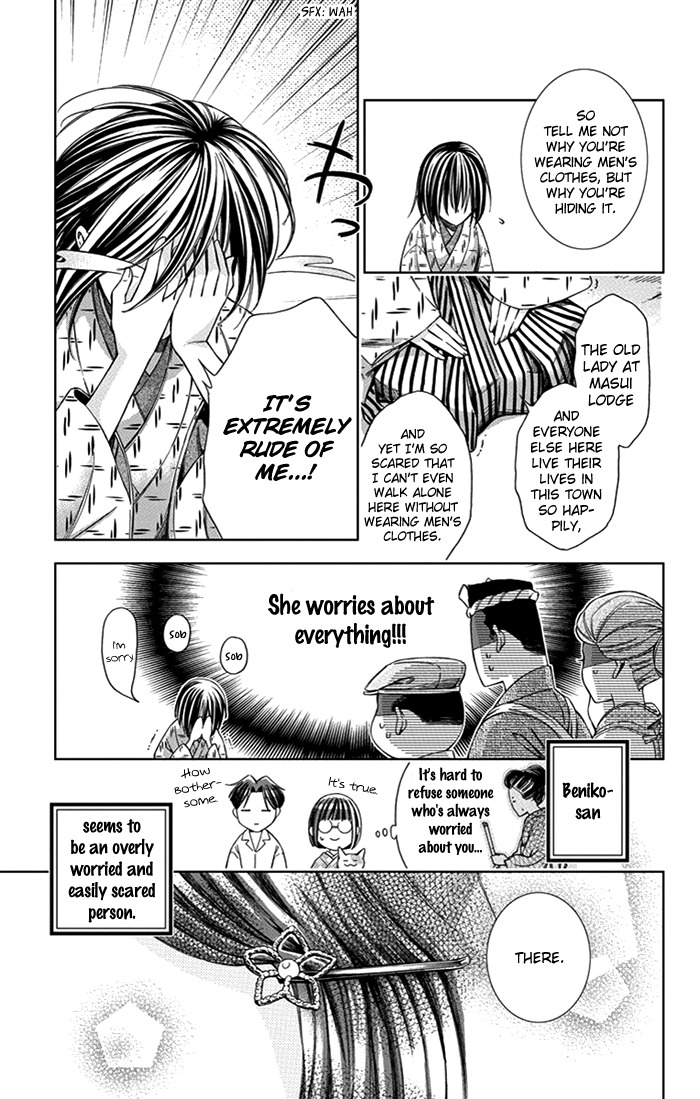 SO
TELL ME NOT
WHY YOU'RE
WEARING MEN'S
CLOTHES, BUT
WHY YOU'RE
HIDING IT.
THE OLD
LADY AT
MASUI
LODGE
AND
EVERYONE
ELSE HERE
LIVE THEIR
LIVES IN
THIS TOWN
SO HAP-
PILY,
AND
YET I'M SO
SCARED THAT
I CAN'T EVEN
WALK ALONE
HERE WITHOUT
WEARING MEN'S
CLOTHES.
SFX: WAH
わっ
IT'S
EXTREMELY
RUDE OF
ME...!
She worries about
everything!!!
Sob
Sob
I'm
sorry
Beniko-
san
It's hard to
refuse someone
who's always
worried
about you...
It's true
How
Bother-
some
seems to
be an overly
worried and
easily scared
person.
THERE.